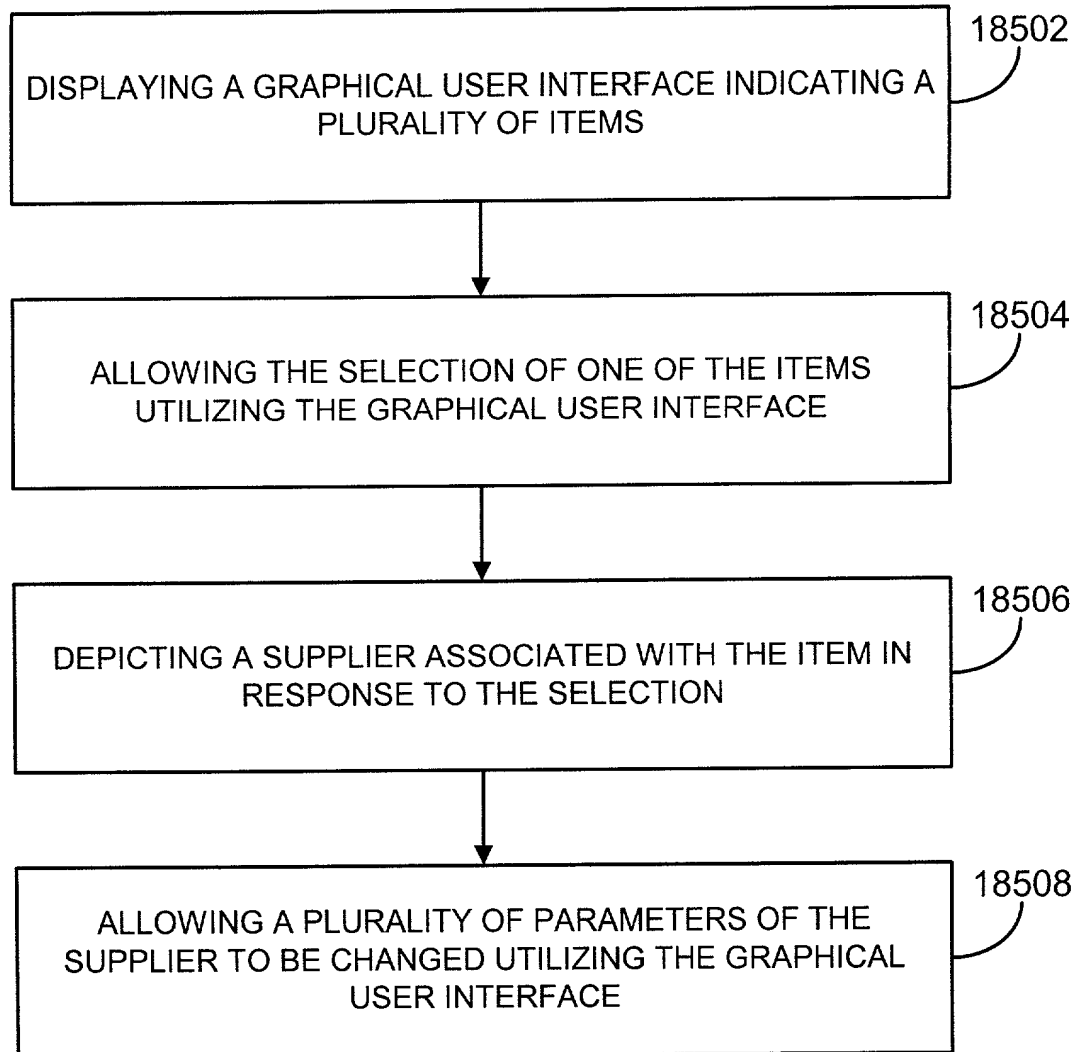 18502
DISPLAYING A GRAPHICAL USER INTERFACE INDICATING A
PLURALITY OF ITEMS
18504
ALLOWING THE SELECTION OF ONE OF THE ITEMS
UTILIZING THE GRAPHICAL USER INTERFACE
18506
DEPICTING A SUPPLIER ASSOCIATED WITH THE ITEM IN
RESPONSE TO THE SELECTION
18508
ALLOWING A PLURALITY OF PARAMETERS OF THE
SUPPLIER TO BE CHANGED UTILIZING THE GRAPHICAL
USER INTERFACE